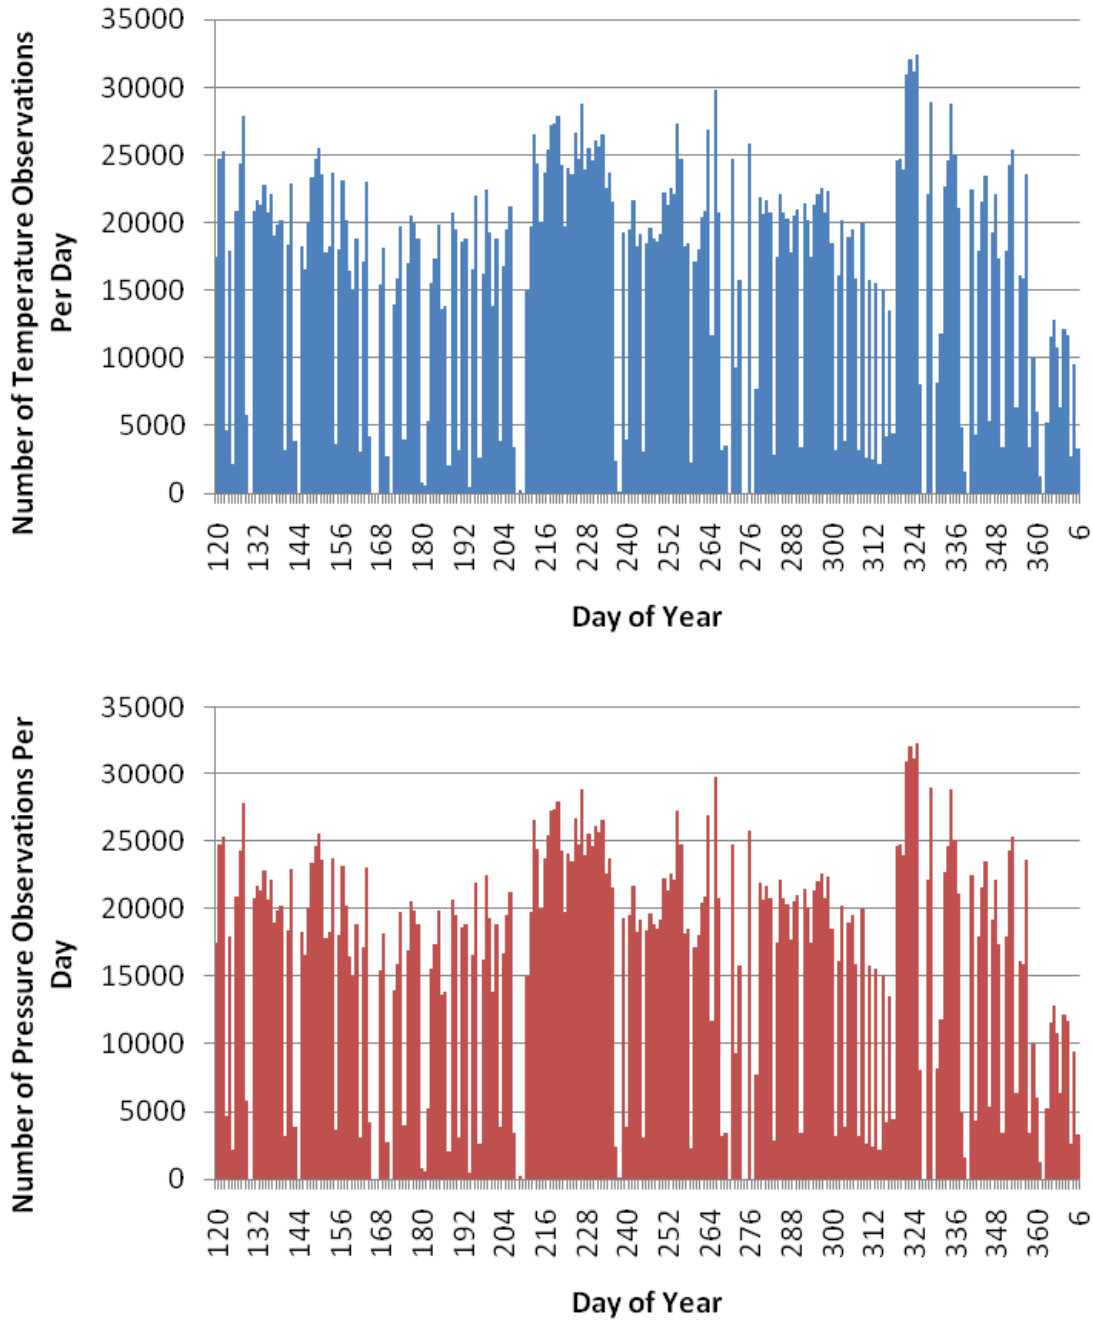 Number of Temperature Observations
Per Day
35000
30000
25000
20000
15000
10000
5000
0
120 132 144 156 168 180 192 204 216 228 240 252 264 276 288 300 312 324 336 348 360 6
Day of Year
Number of Pressure Observations Per
Day
35000
30000
25000
20000
15000
10000
5000
0
120 132 144 156 168 180 192 204 216 228 240 252 264 276 288 300 312 324 336 348 360 6
Day of Year